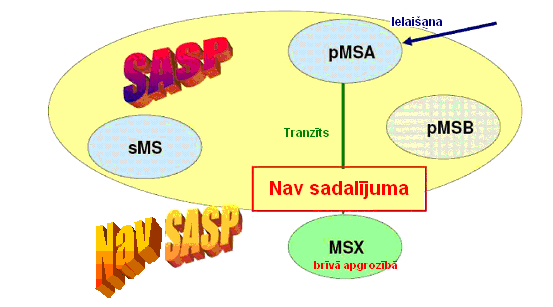 Ielaišana
SASP
pMSA
pMSB
Tranzīts
sMS
Nav sadalījuma
Nav SASP
MSX
brīvā apgrozībā